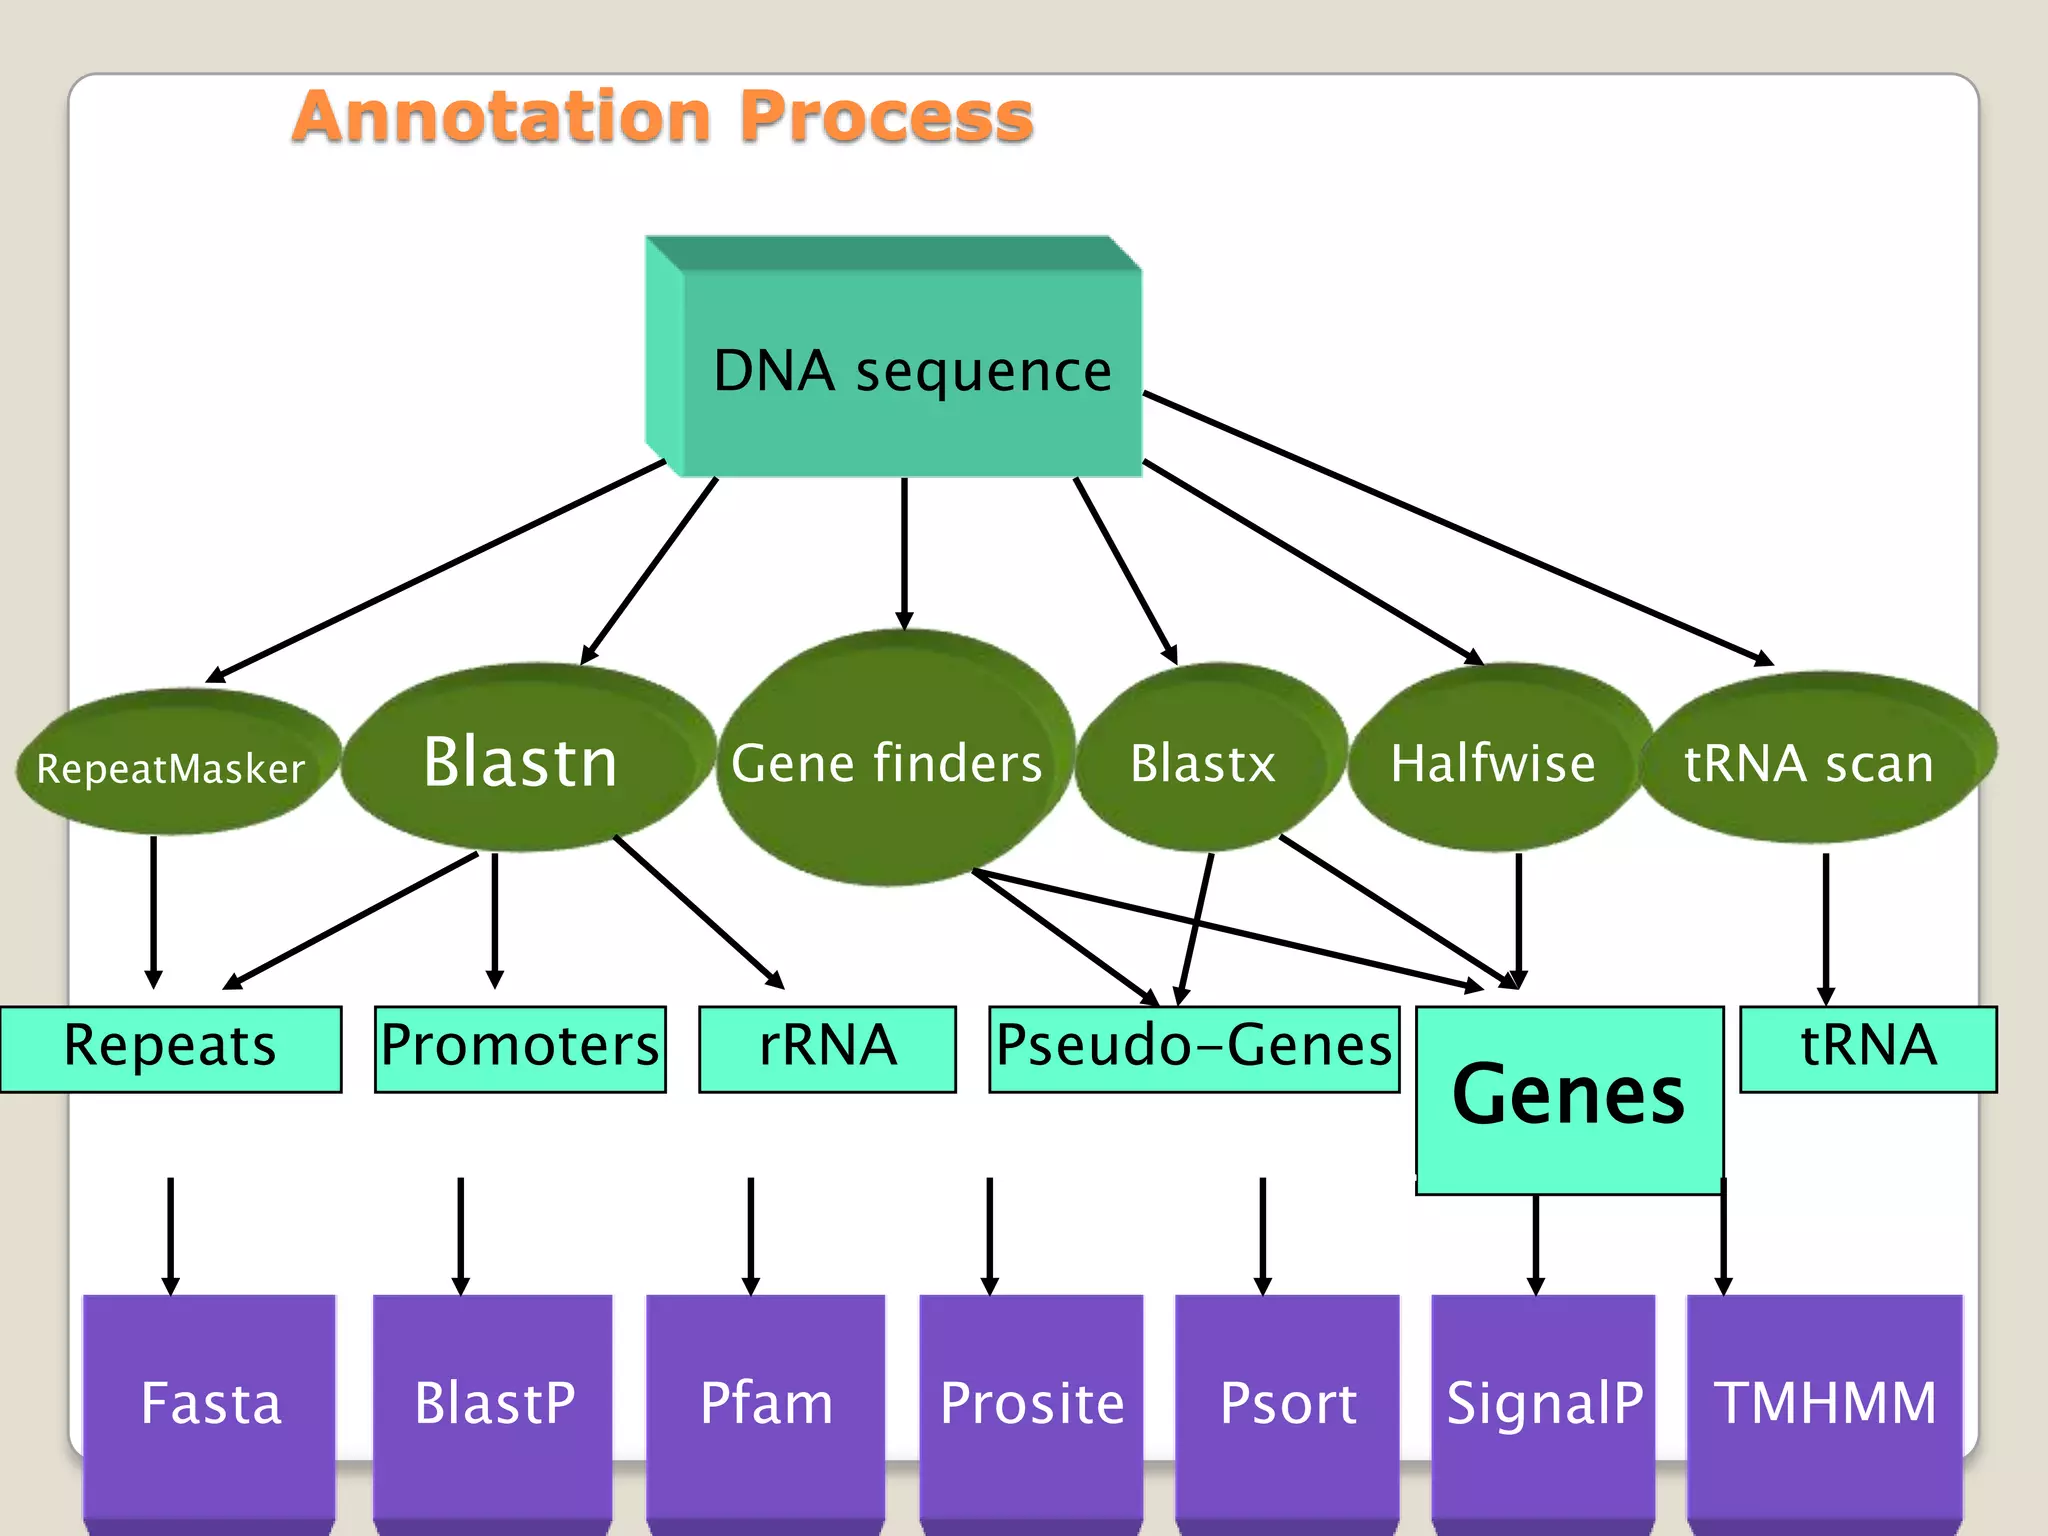 Annotation Process
DNA sequence
RepeatMasker
Blastn
Gene finders
Blastx
Halfwise
tRNA scan
Repeats
Promoters
rRNA
Pseudo-Genes
Genes
tRNA
Fasta
BlastP
Pfam
Prosite
Psort
SignalP
TMHMM